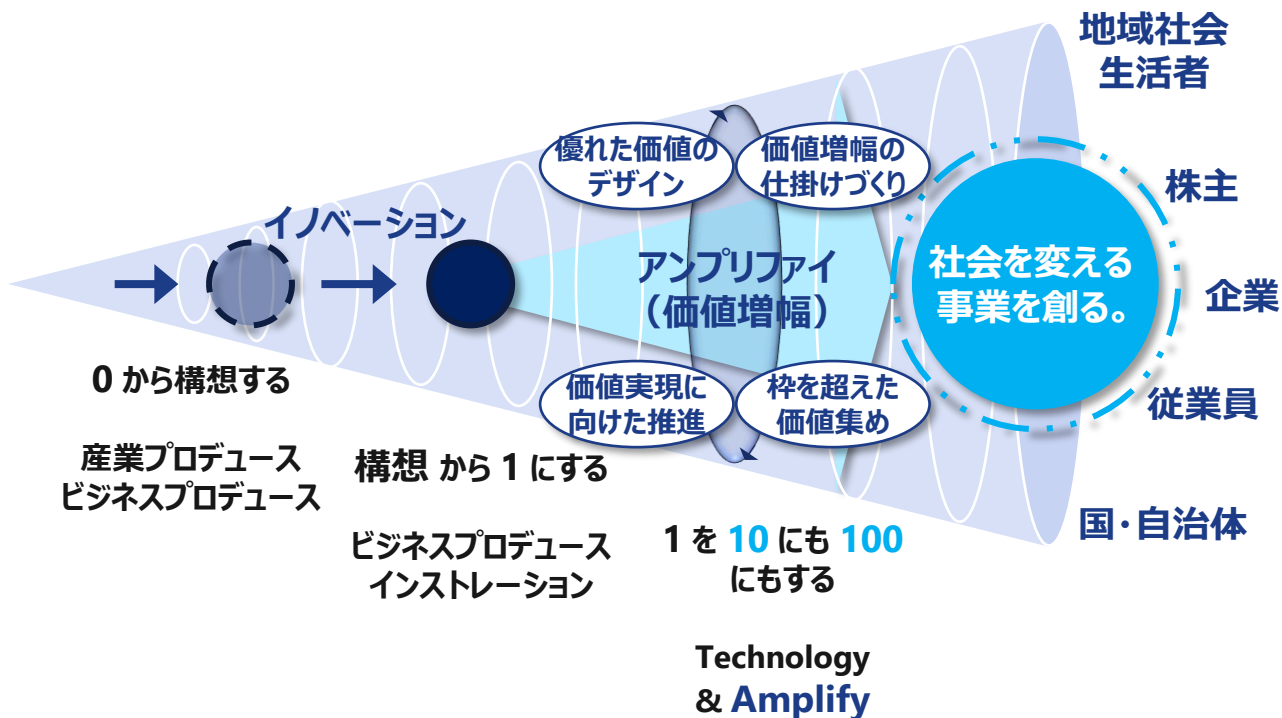 地域社会
生活者
優れた価値の
デザイン
価値増幅の
仕掛けづくり
株主
イノベーション
アンプリファイ
（価値増幅）
社会を変える
事業を創る。
企業
0 から構想する
価値実現に
向けた推進
枠を超えた
価値集め
従業員
産業プロデュース
ビジネスプロデュース
構想 から 1 にする
国・自治体
ビジネスプロデュース
インストレーション
1 を 10 にも 100
にもする
Technology
& Amplify